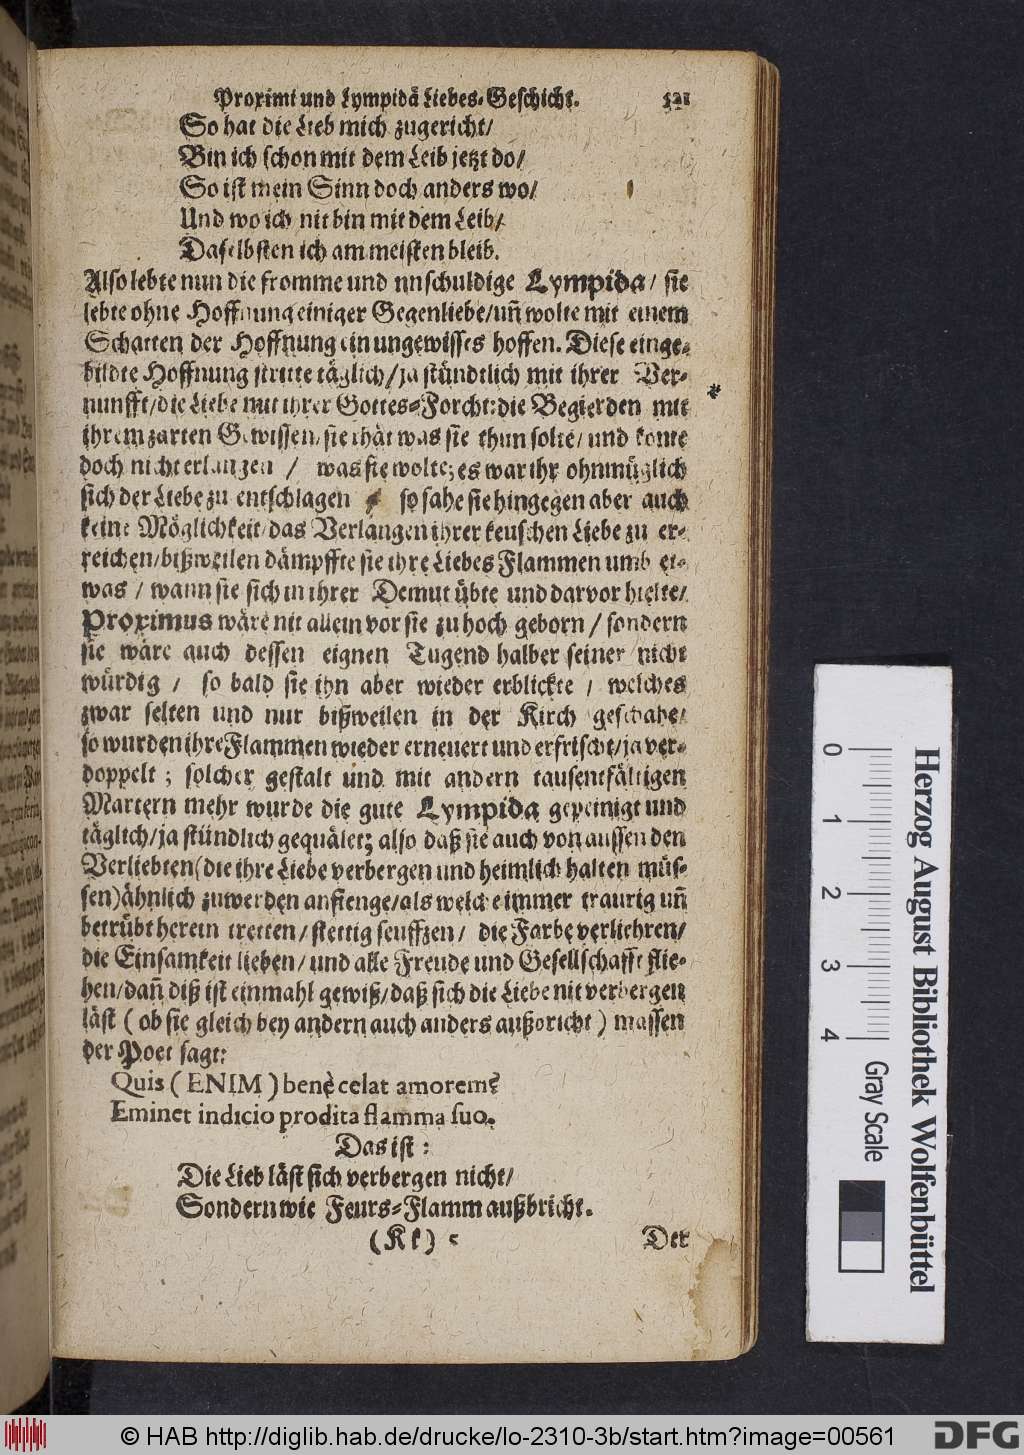 Proximi und Lympidä Liebes-Geschicht. 521
So hat die Lieb mich zugericht/
Bin ich schon mit dem Leib jetzt do/
So ist mein Sinn doch anders wo/
Und wo ich nit bin mit dem Leib/
Daselbsten ich am meisten bleib.
Also lebte nun die fromme und nnschuldige Lympida/ sie
lebte ohne Hoffnung einiger Gegenliebe/ uñ wolte mit einem
Schatten der Hoffnung ein ungewisses hoffen. Diese einge-
bildte Hoffnung stritte täglich/ ja stündtlich mit ihrer Ver-
nunfft/ die Liebe mit ihrer Gottes-Forcht: die Begierden mit
ihrem zarten Gewissen/ sie thät was sie thun solte/ und konte
doch nicht erlangen / was sie wolte; es war ihr ohnmüglich
sich der Liebe zu entschlagen / so sahe sie hingegen aber auch
keine Möglichkeit/ das Verlangen ihrer keuschen Liebe zu er-
reichen/ bißweilen dämpffte sie ihre Liebes Flammen umb et-
was / wann sie sich in ihrer Demut übte und darvor hielte/
Proximus wäre nit allein vor sie zu hoch geborn / sondern
sie wäre auch dessen eignen Tugend halber seiner nicht
würdig / so bald sie ihn aber wieder erblickte / welches
zwar selten und nur bißweilen in der Kirch geschahe/
so wurden ihre Flammen wieder erneuert und erfrischt/ ja ver-
doppelt ; solcher gestalt und mit andern tausentfältigen
Martern mehr wurde die gute Lympida gepeinigt und
täglich/ ja stündlich gequälet; also daß sie auch von aussen den
Verliebten (die ihre Liebe verbergen und heimlich halten müs-
sen) ähnlich zuwerden anfienge/ als welche immer traurig uñ
betrübt herein tretten/ stettig seuffzen/ die Farbe verliehren/
die Einsamkeit lieben/ und alle Freude und Gesellschafft flie-
hen/ dañ diß ist einmahl gewiß/ daß sich die Liebe nit verbergen
läst ( ob sie gleich bey andern auch anders außbricht ) massen
der Poet sagt:
Quis ( ENIM ) benè celat amorem?
Eminet indicio prodita flamma suo.
Das ist :
Die Lieb läst sich verbergen nicht/
Sondern wie Feurs-Flamm außbricht.
(Kk) Der
0 1 2 3 4
Gray Scale
Herzog August Bibliothek Wolfenbüttel
© HAB http://diglib.hab.de/drucke/lo-2310-3b/start.htm?image=00561
DFG